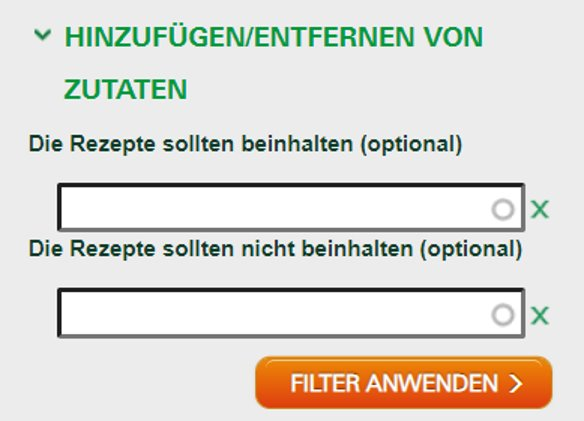 HINZUFÜGEN/ENTFERNEN VON
ZUTATEN
Die Rezepte sollten beinhalten (optional)
X
Die Rezepte sollten nicht beinhalten (optional)
X
FILTER ANWENDEN >